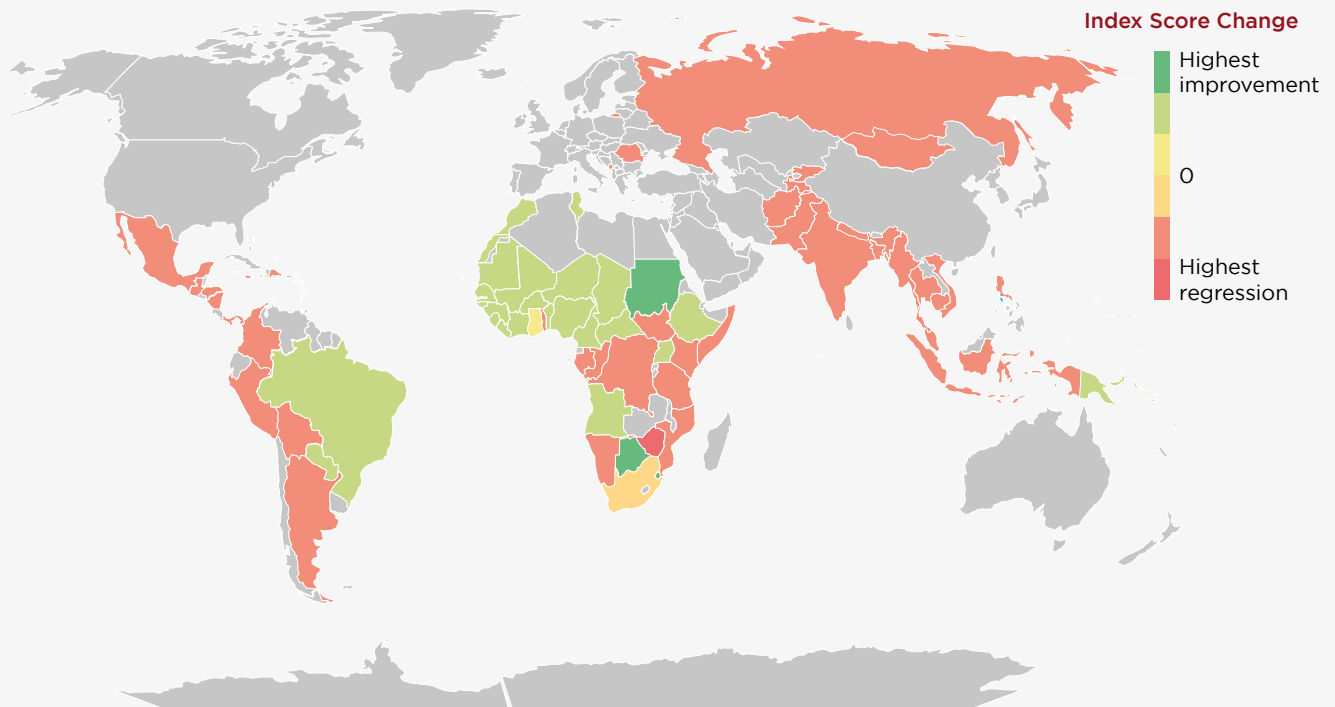 Index Score Change
Highest
improvement
0
Highest
regression